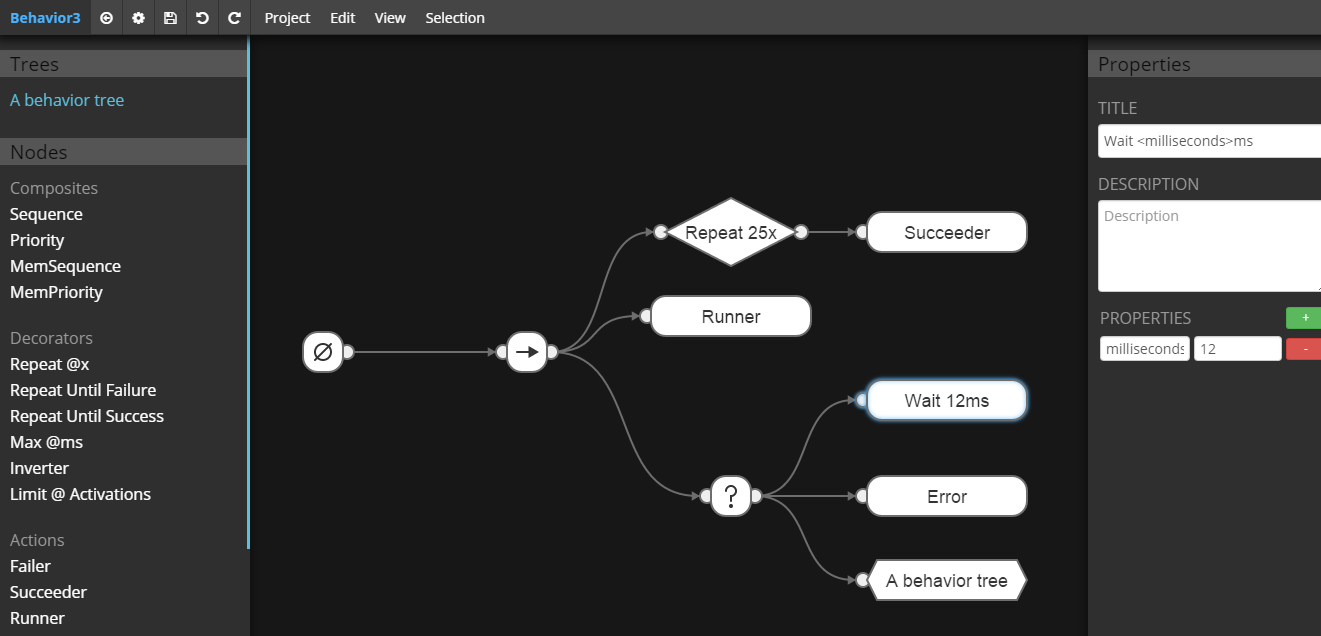 Behavior3 Project Edit View Selection
Trees
A behavior tree
Nodes
Composites
Sequence
Priority
MemSequence
MemPriority
Decorators
Repeat @x
Repeat Until Failure
Repeat Until Success
Max @ms
Inverter
Limit @ Activations
Actions
Failer
Succeeder
Runner
Repeat 25x
Succeeder
Runner
Wait 12ms
?
Error
A behavior tree
Properties
TITLE
Wait <milliseconds>ms
DESCRIPTION
Description
PROPERTIES +
milliseconds 12 -